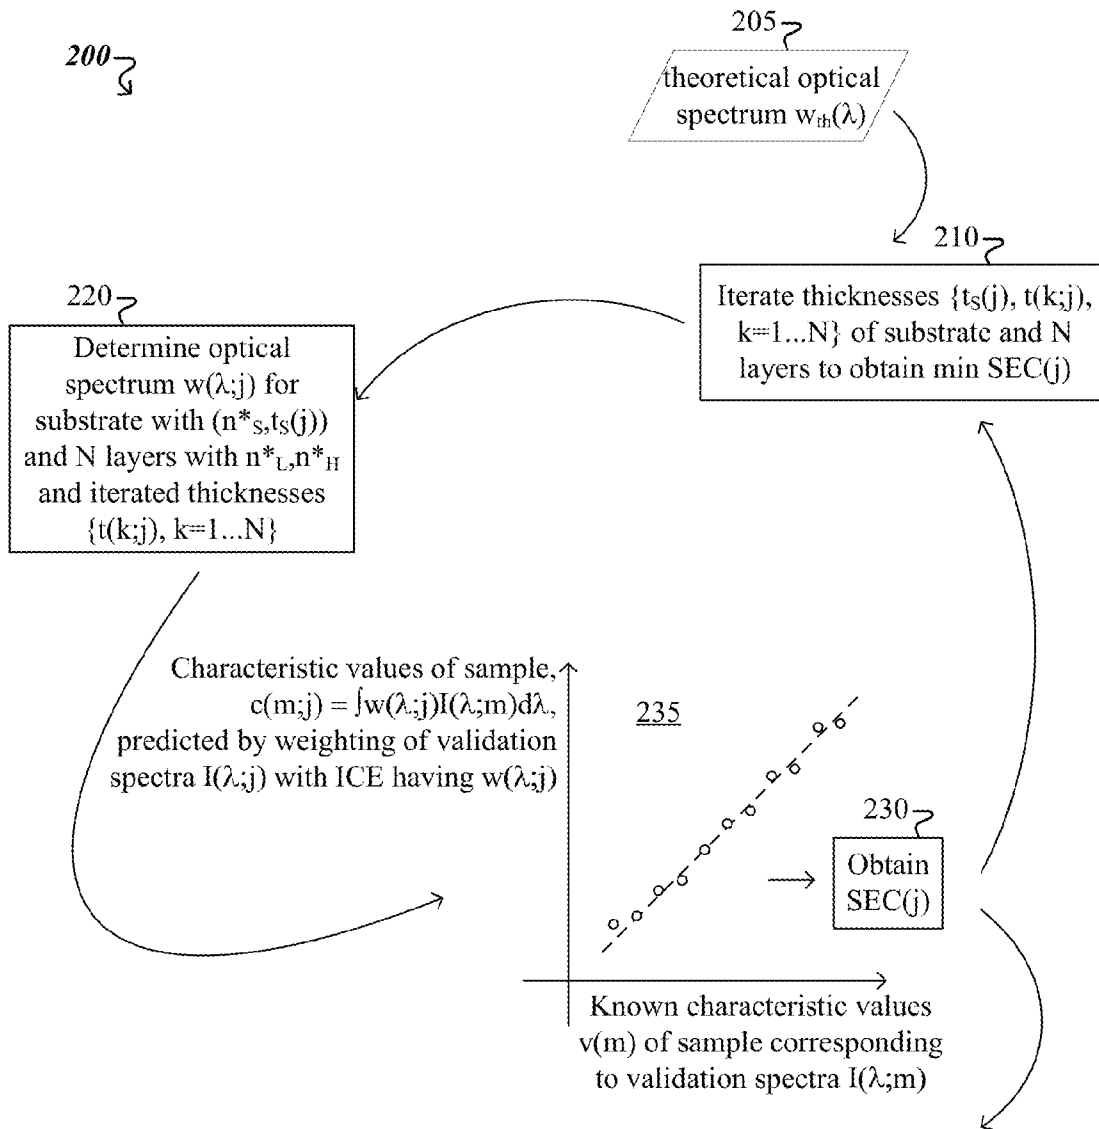 200
205
theoretical optical
spectrum wth(λ)
210
Iterate thicknesses {tS(j), t(k;j),
k=1...N} of substrate and N
layers to obtain min SEC(j)
220
Determine optical
spectrum w(λ;j) for
substrate with (n*S,tS(j))
and N layers with n*L,n*H
and iterated thicknesses
{t(k;j), k=1...N}
Characteristic values of sample,
c(m;j) = ∫w(λ;j)I(λ;m)dλ,
predicted by weighting of validation
spectra I(λ;j) with ICE having w(λ;j)
235
230
Obtain
SEC(j)
Known characteristic values
v(m) of sample corresponding
to validation spectra I(λ;m)